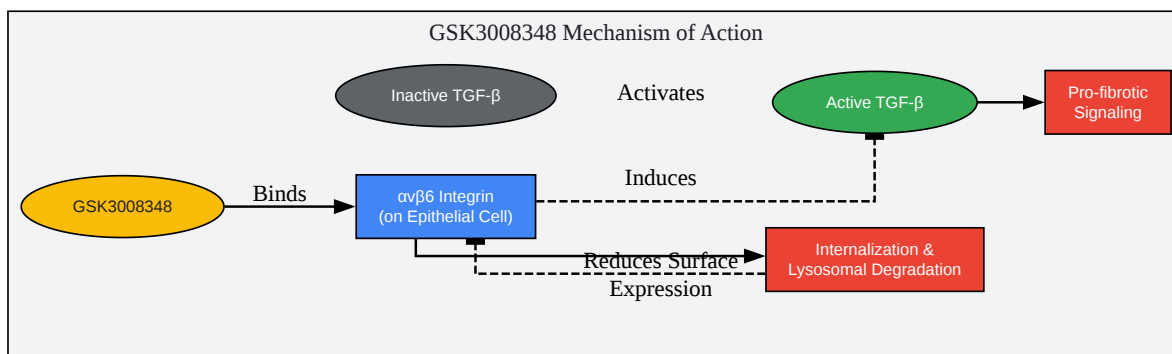 GSK3008348 Mechanism of Action
Inactive TGF-β
Activates
Active TGF-β
Pro-fibrotic
Signaling
GSK3008348
Binds
αvβ6 Integrin
(on Epithelial Cell)
Induces
Reduces Surface
Expression
Internalization &
Lysosomal Degradation